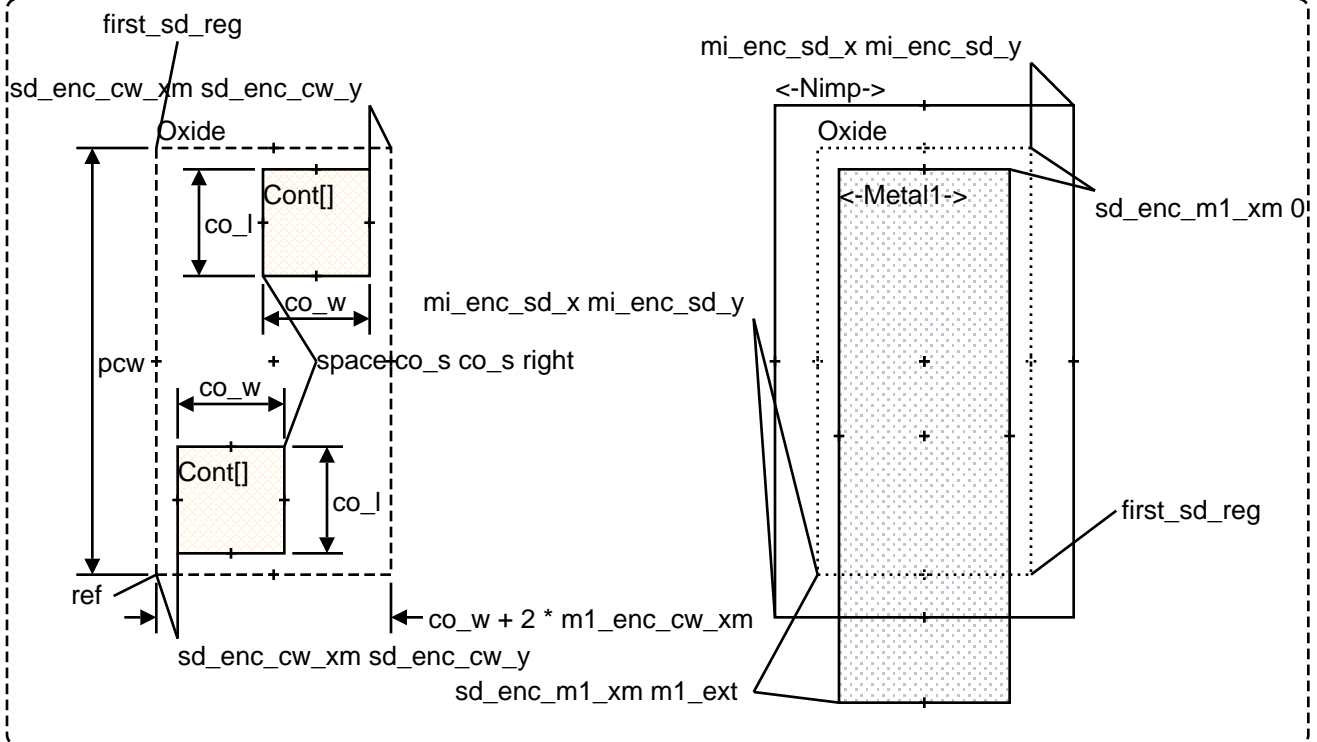 first_sd_reg
mi_enc_sd_x mi_enc_sd_y
sd_enc_cw_xm sd_enc_cw_y
<-Nimp->
Oxide
Oxide
Cont[]
<-Metal1->
co_l
sd_enc_m1_xm 0
co_w
mi_enc_sd_x mi_enc_sd_y
pcw
space co_s co_s right
co_w
Cont[]
co_l
first_sd_reg
ref
co_w + 2 * m1_enc_cw_xm
sd_enc_cw_xm sd_enc_cw_y
sd_enc_m1_xm m1_ext